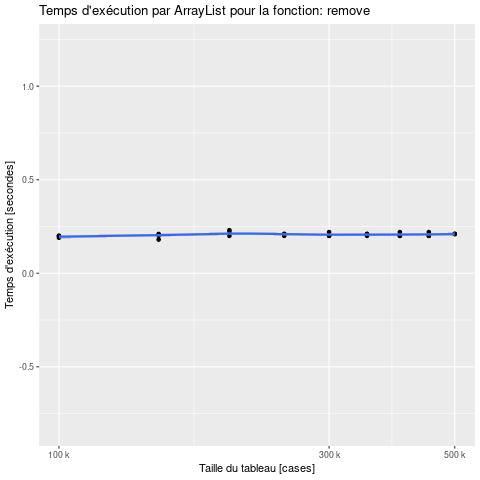 Temps d'exécution par ArrayList pour la fonction: remove
Temps d'exécution [secondes]
1.0
0.5
0.0
-0.5
100 k
300 k
500 k
Taille du tableau [cases]